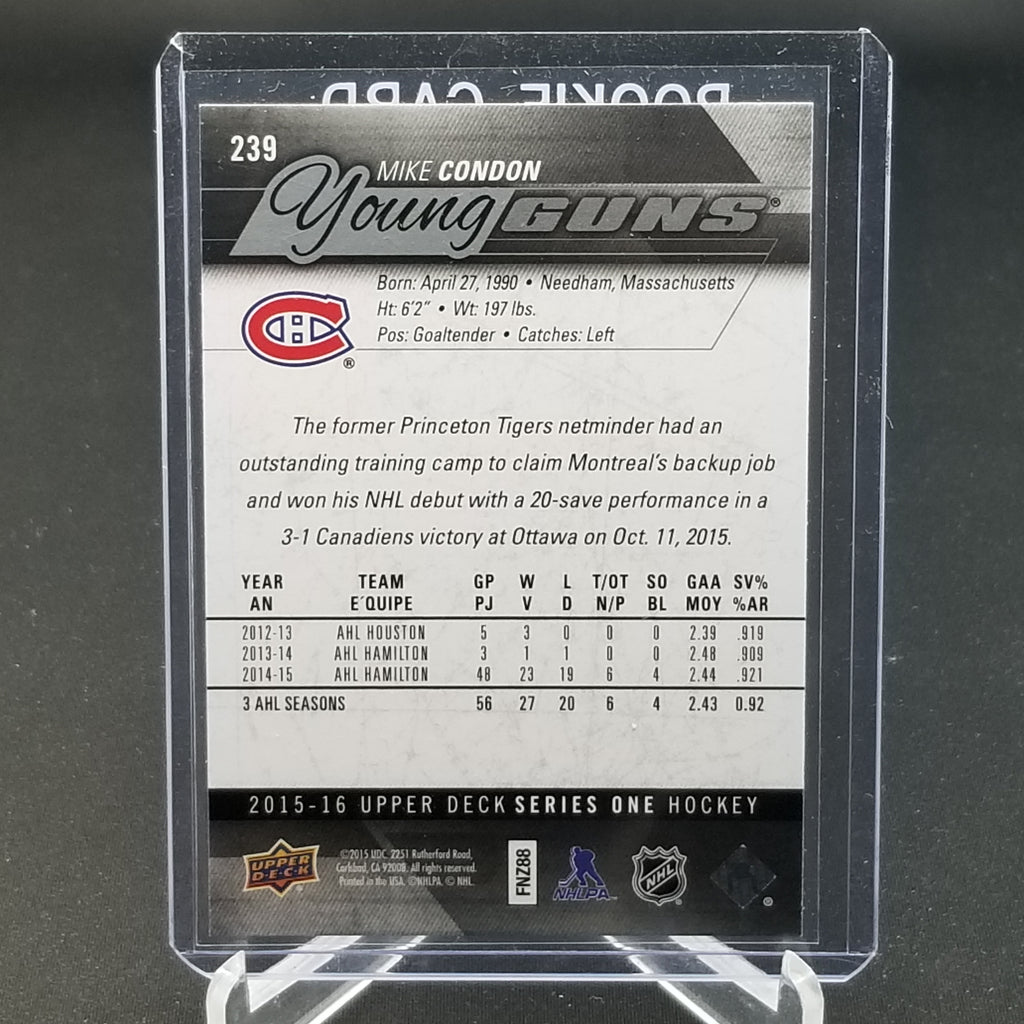 ROOKIE CARD
239
MIKE CONDON
Young GUNS®
Born: April 27, 1990 • Needham, Massachusetts
Ht: 6'2" • Wt: 197 lbs.
Pos: Goaltender • Catches: Left
®
The former Princeton Tigers netminder had an
outstanding training camp to claim Montreal's backup job
and won his NHL debut with a 20-save performance in a
3-1 Canadiens victory at Ottawa on Oct. 11, 2015.
YEAR TEAM GP W L T/OT SO GAA SV%
AN E´QUIPE PJ V D N/P BL MOY %AR
2012-13 AHL HOUSTON 5 3 0 0 0 2.39 .919
2013-14 AHL HAMILTON 3 1 1 0 0 2.48 .909
2014-15 AHL HAMILTON 48 23 19 6 4 2.44 .921
3 AHL SEASONS 56 27 20 6 4 2.43 0.92
2015-16 UPPER DECK SERIES ONE HOCKEY
UPPER
D·E·C·K
©2015 UDC. 2251 Rutherford Road,
Carlsbad, CA 92008. All rights reserved.
Printed in the USA. ©NHLPA. © NHL.
FNZ88
NHLPA
NHL
®